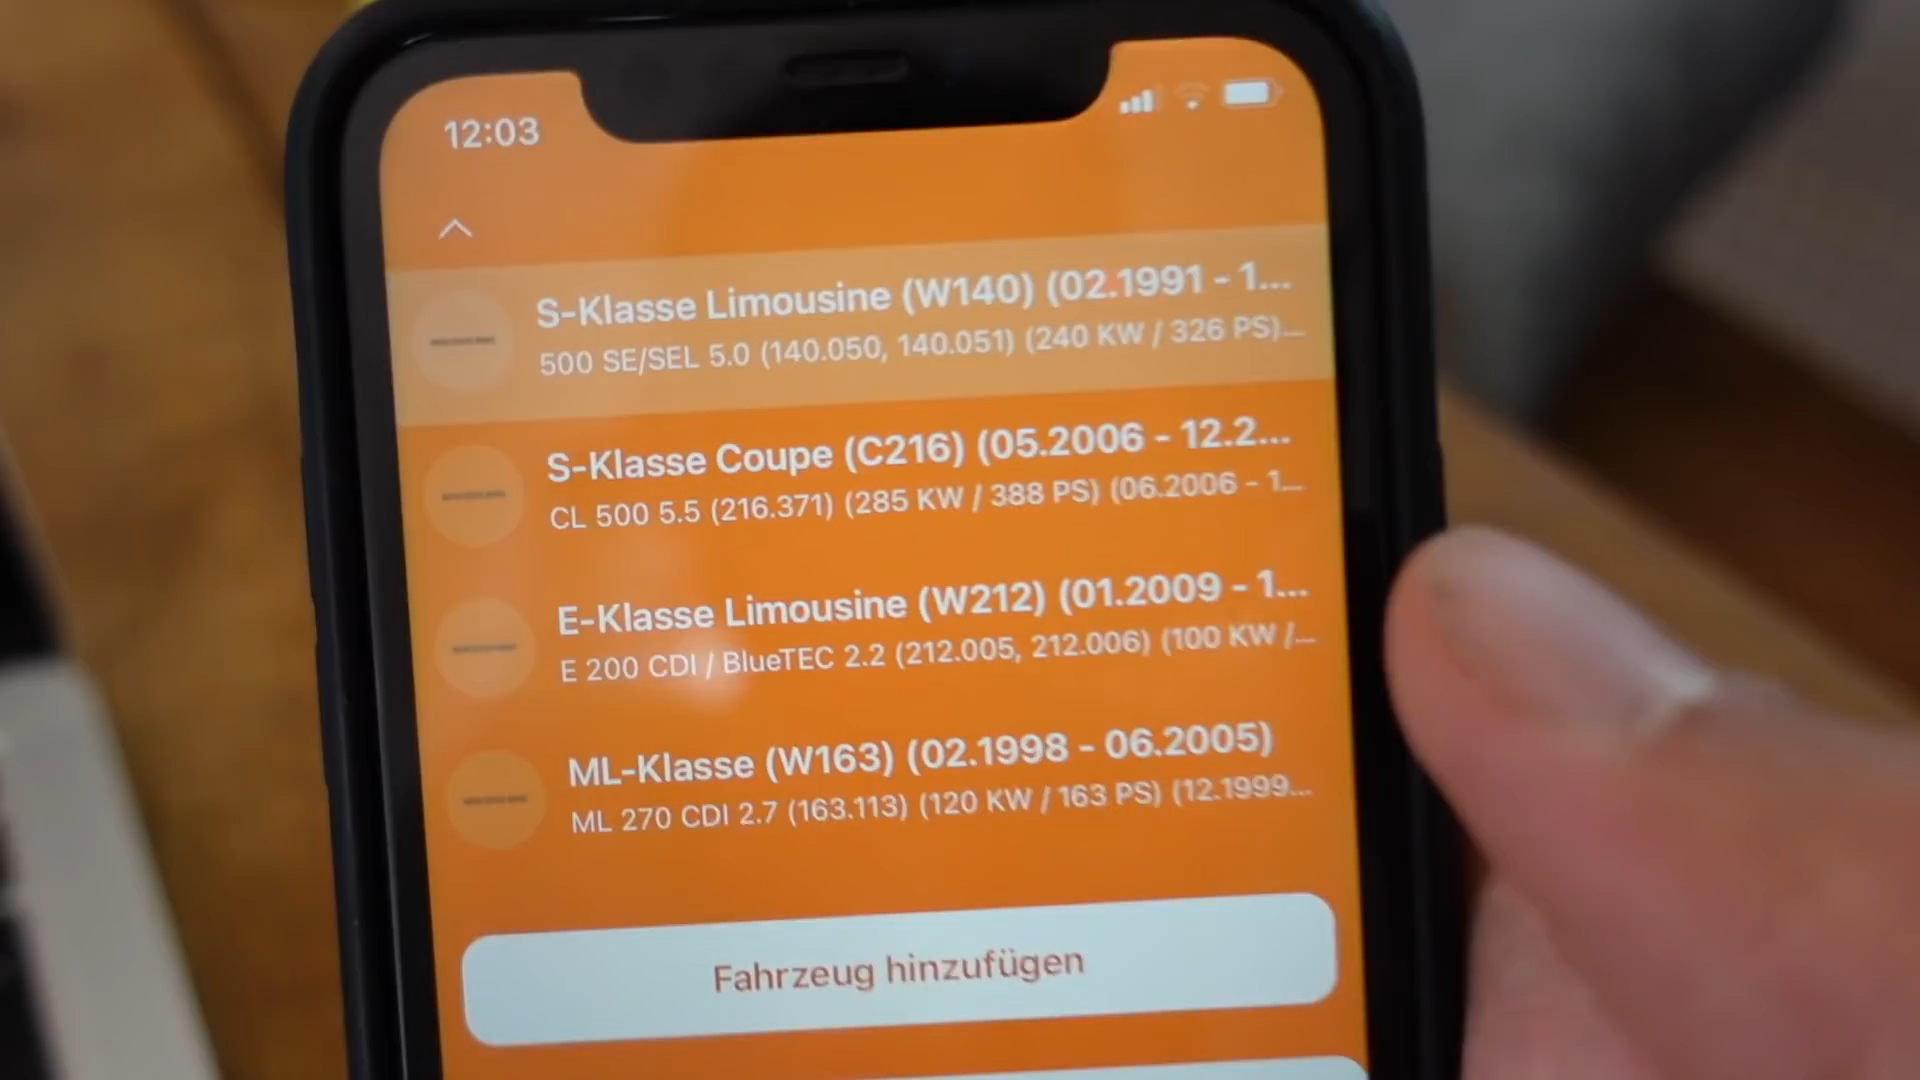 12:03
S-Klasse Limousine (W140) (02.1991 - 1...
500 SE/SEL 5.0 (140.050, 140.051) (240 KW / 326 PS)...
S-Klasse Coupe (C216) (05.2006 - 12.2...
CL 500 5.5 (216.371) (285 KW / 388 PS) (06.2006 - 1...
E-Klasse Limousine (W212) (01.2009 - 1...
E 200 CDI / BlueTEC 2.2 (212.005, 212.006) (100 KW /...
ML-Klasse (W163) (02.1998 - 06.2005)
ML 270 CDI 2.7 (163.113) (120 KW / 163 PS) (12.1999...
Fahrzeug hinzufügen